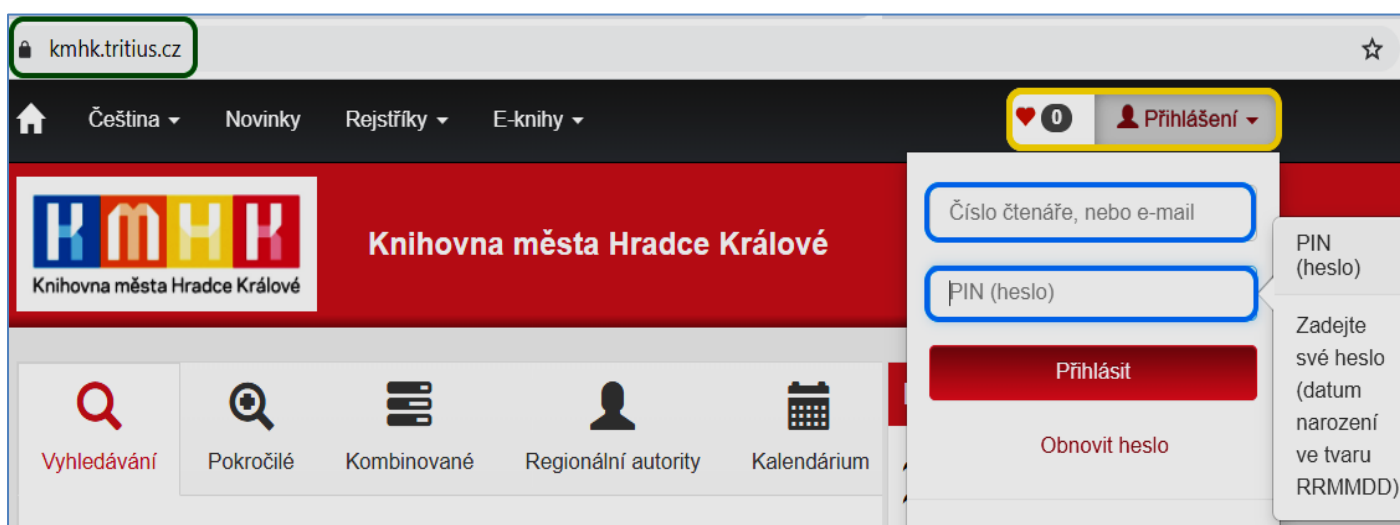 kmhk.tritius.cz
Čeština Novinky Rejstříky E-knihy 0 Přihlášení
KMHK
Knihovna města Hradce Králové
Knihovna města Hradce Králové
Číslo čtenáře, nebo e-mail
PIN (heslo)
Přihlásit
Obnovit heslo
PIN
(heslo)
Zadejte
své heslo
(datum
narození
ve tvaru
RRMMDD)
Vyhledávání Pokročilé Kombinované Regionální autority Kalendárium